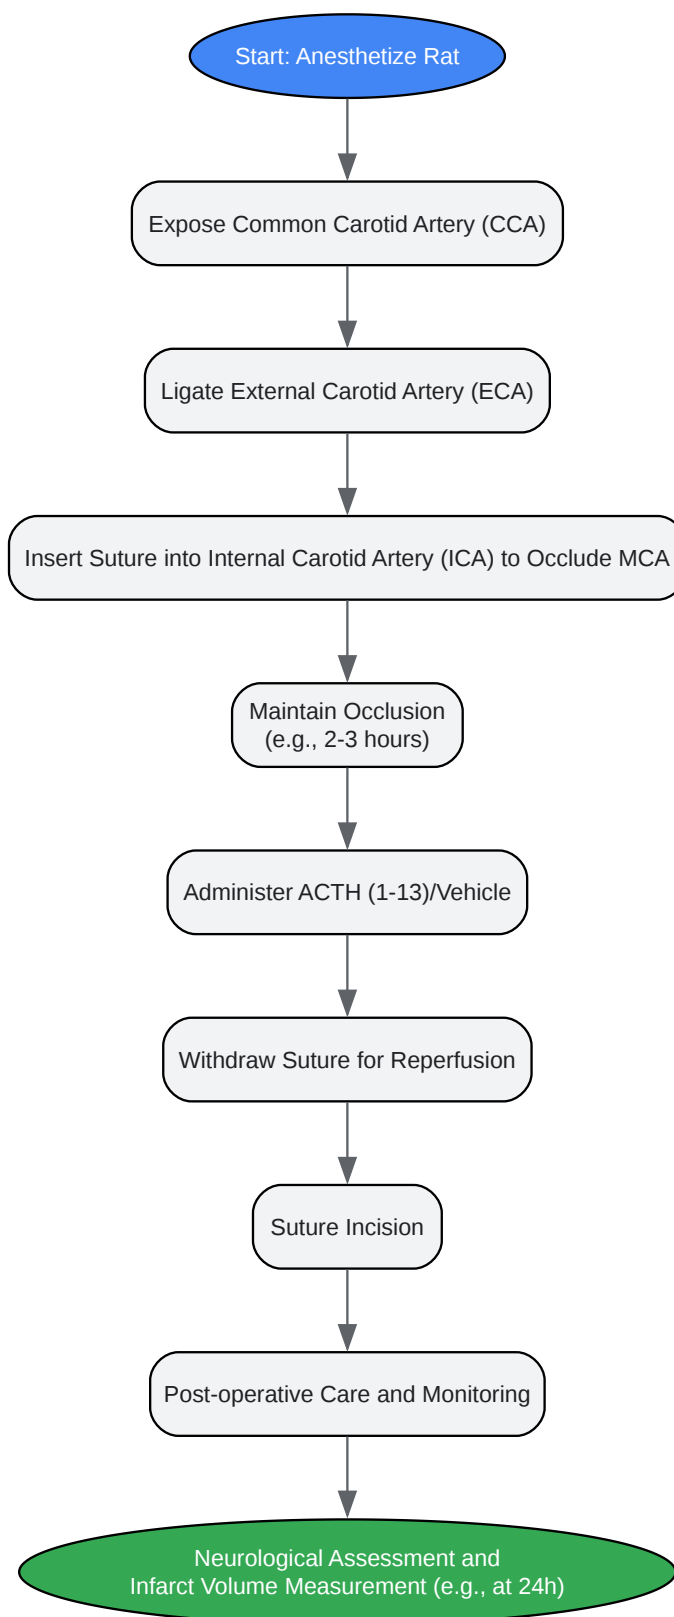 Start: Anesthetize Rat
Expose Common Carotid Artery (CCA)
Ligate External Carotid Artery (ECA)
Insert Suture into Internal Carotid Artery (ICA) to Occlude MCA
Maintain Occlusion
(e.g., 2-3 hours)
Administer ACTH (1-13)/Vehicle
Withdraw Suture for Reperfusion
Suture Incision
Post-operative Care and Monitoring
Neurological Assessment and
Infarct Volume Measurement (e.g., at 24h)